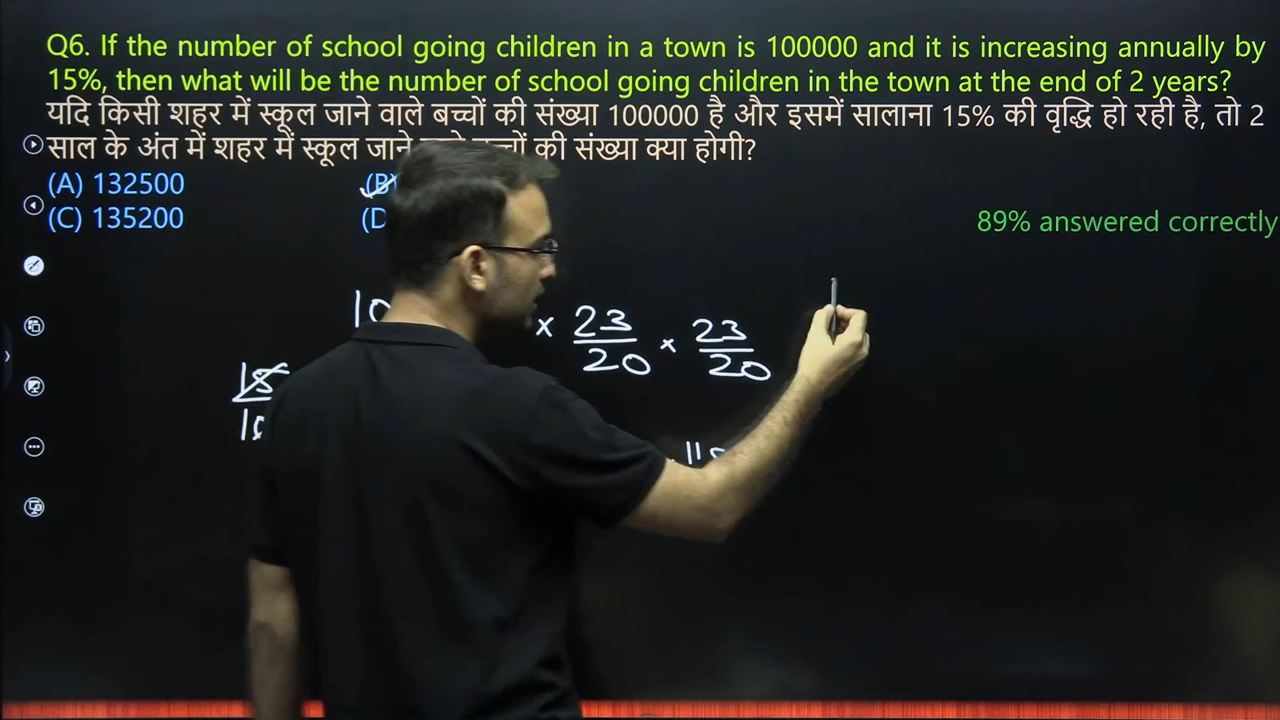 Q6. If the number of school going children in a town is 100000 and it is increasing annually by
15%, then what will be the number of school going children in the town at the end of 2 years?
यदि किसी शहर में स्कूल जाने वाले बच्चों की संख्या 100000 है और इसमें सालाना 15% की वृद्धि हो रही है, तो 2
साल के अंत में शहर में स्कूल जाने की संख्या क्या होगी?
(A) 132500 (B)
(C) 135200 (D
89% answered correctly
10 × 23/20 × 23/20
15/10